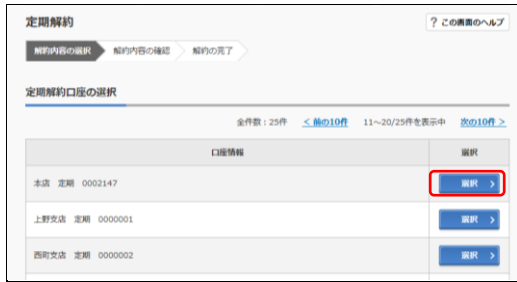 定期解約
? この画面のヘルプ
解約内容の選択 解約内容の確認 解約の完了
定期解約口座の選択
全件数：25件 < 前の10件 11～20/25件を表示中 次の10件 >
口座情報 選択
本店 定期 0002147 選択
上野支店 定期 0000001 選択
西町支店 定期 0000002 選択